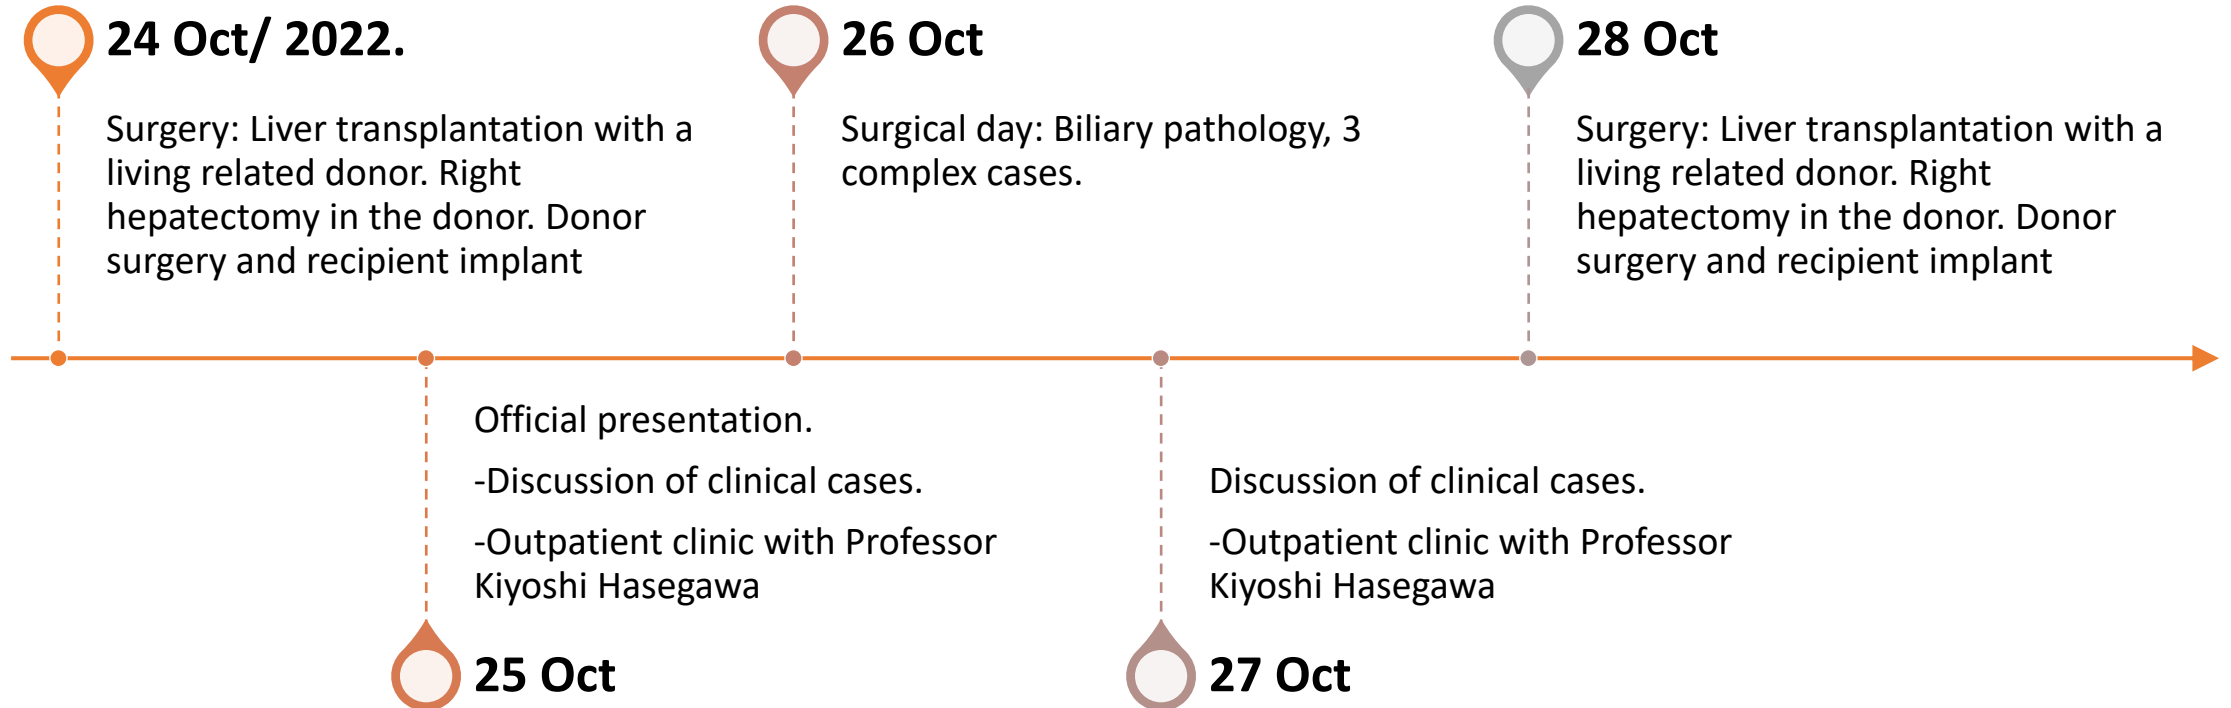 24 Oct/ 2022.
Surgery: Liver transplantation with a
living related donor. Right
hepatectomy in the donor. Donor
surgery and recipient implant
Official presentation.
-Discussion of clinical cases.
-Outpatient clinic with Professor
Kiyoshi Hasegawa
25 Oct
26 Oct
Surgical day: Biliary pathology, 3
complex cases.
Discussion of clinical cases.
-Outpatient clinic with Professor
Kiyoshi Hasegawa
27 Oct
28 Oct
Surgery: Liver transplantation with a
living related donor. Right
hepatectomy in the donor. Donor
surgery and recipient implant